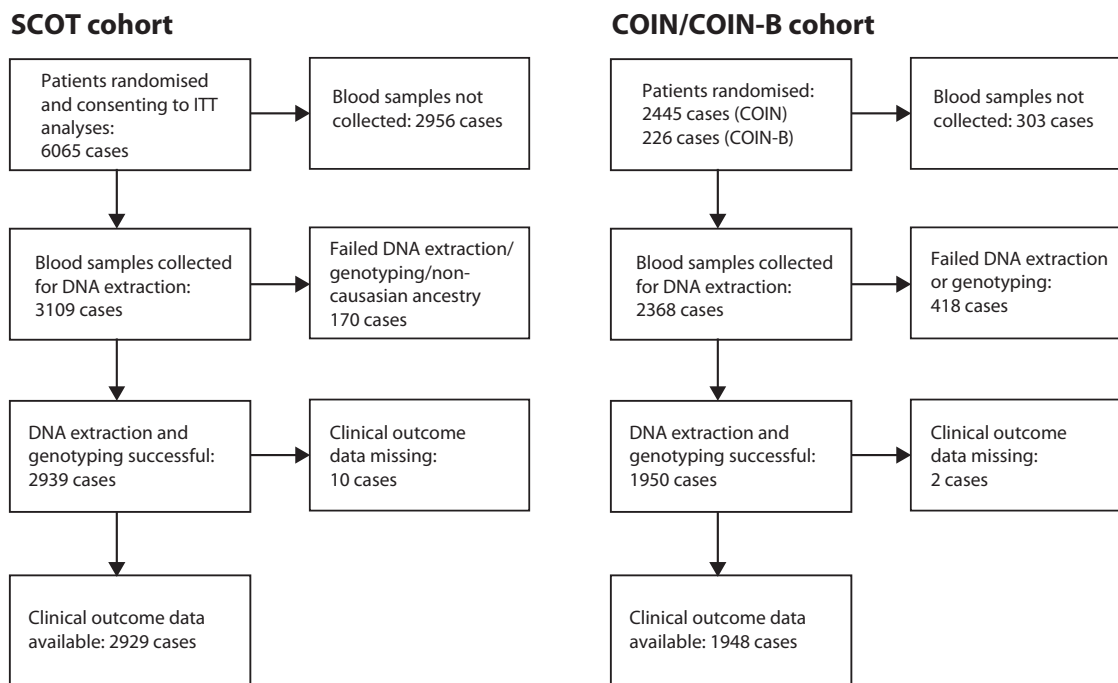 SCOT cohort
Patients randomised
and consenting to ITT
analyses:
6065 cases
Blood samples not
collected: 2956 cases
Blood samples collected
for DNA extraction:
3109 cases
Failed DNA extraction/
genotyping/non-
causasian ancestry
170 cases
DNA extraction and
genotyping successful:
2939 cases
Clinical outcome
data missing:
10 cases
Clinical outcome data
available: 2929 cases
COIN/COIN-B cohort
Patients randomised:
2445 cases (COIN)
226 cases (COIN-B)
Blood samples not
collected: 303 cases
Blood samples collected
for DNA extraction:
2368 cases
Failed DNA extraction
or genotyping:
418 cases
DNA extraction and
genotyping successful:
1950 cases
Clinical outcome
data missing:
2 cases
Clinical outcome data
available: 1948 cases